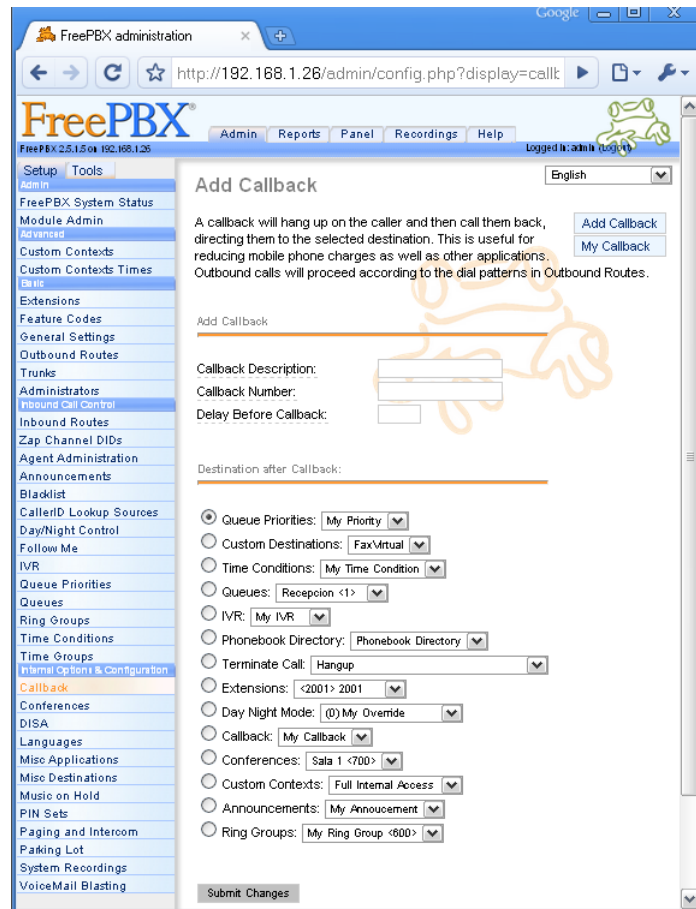 Google
FreePBX administration
http://192.168.1.26/admin/config.php?display=callb
FreePBX®
Admin Reports Panel Recordings Help
FreePBX 2.5.1.5 on 192.168.1.26
Logged in: admin (Logout)
Setup Tools
English
Admin
FreePBX System Status
Module Admin
Advanced
Custom Contexts
Custom Contexts Times
Basic
Extensions
Feature Codes
General Settings
Outbound Routes
Trunks
Administrators
Inbound Call Control
Inbound Routes
Zap Channel DIDs
Agent Administration
Announcements
Blacklist
CallerID Lookup Sources
Day/Night Control
Follow Me
IVR
Queue Priorities
Queues
Ring Groups
Time Conditions
Time Groups
Internal Options & Configuration
Callback
Conferences
DISA
Languages
Misc Applications
Misc Destinations
Music on Hold
PIN Sets
Paging and Intercom
Parking Lot
System Recordings
VoiceMail Blasting
Add Callback
A callback will hang up on the caller and then call them back,
directing them to the selected destination. This is useful for
reducing mobile phone charges as well as other applications.
Outbound calls will proceed according to the dial patterns in Outbound Routes.
Add Callback
My Callback
Add Callback
Callback Description:
Callback Number:
Delay Before Callback:
Destination after Callback:
Queue Priorities: My Priority
Custom Destinations: FaxVirtual
Time Conditions: My Time Condition
Queues: Recepcion <1>
IVR: My IVR
Phonebook Directory: Phonebook Directory
Terminate Call: Hangup
Extensions: <2001> 2001
Day Night Mode: (0) My Override
Callback: My Callback
Conferences: Sala 1 <700>
Custom Contexts: Full Internal Access
Announcements: My Annoucement
Ring Groups: My Ring Group <600>
Submit Changes